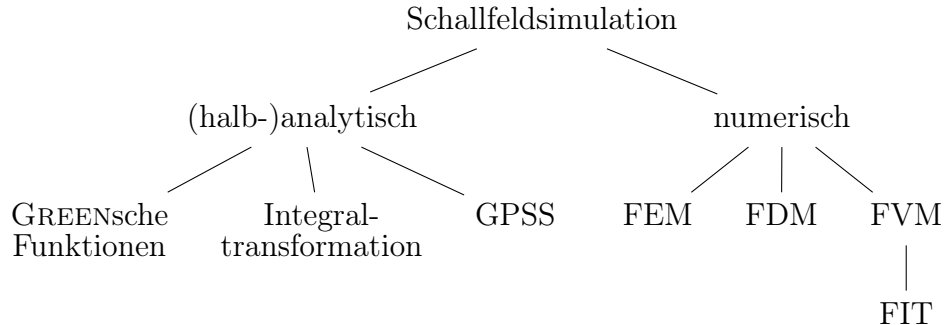 Schallfeldsimulation
(halb-)analytisch
numerisch
GREENsche
Funktionen
Integral-
transformation
GPSS
FEM
FDM
FVM
FIT